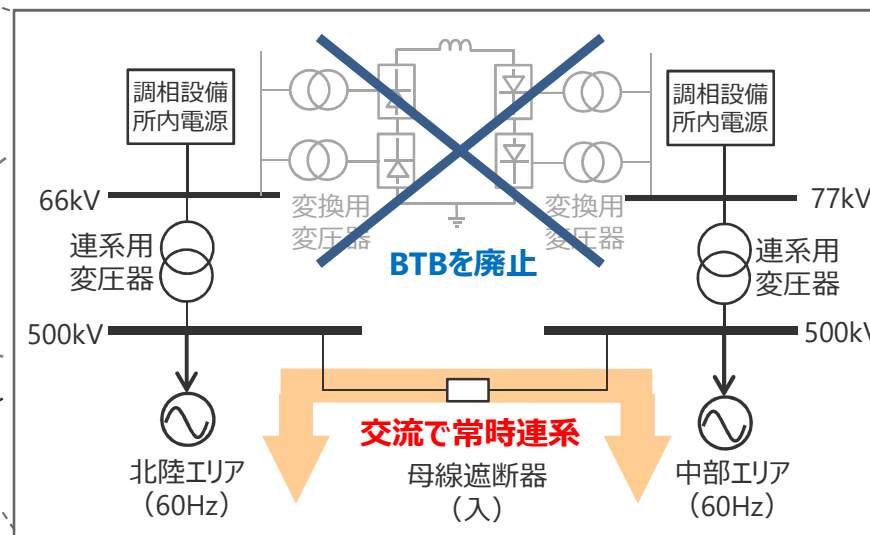 調相設備
所内電源
調相設備
所内電源
66kV
変換用
変圧器
変換用
変圧器
77kV
連系用
変圧器
BTBを廃止
連系用
変圧器
500kV
500kV
交流で常時連系
北陸エリア
（60Hz）
母線遮断器
（入）
中部エリア
（60Hz）